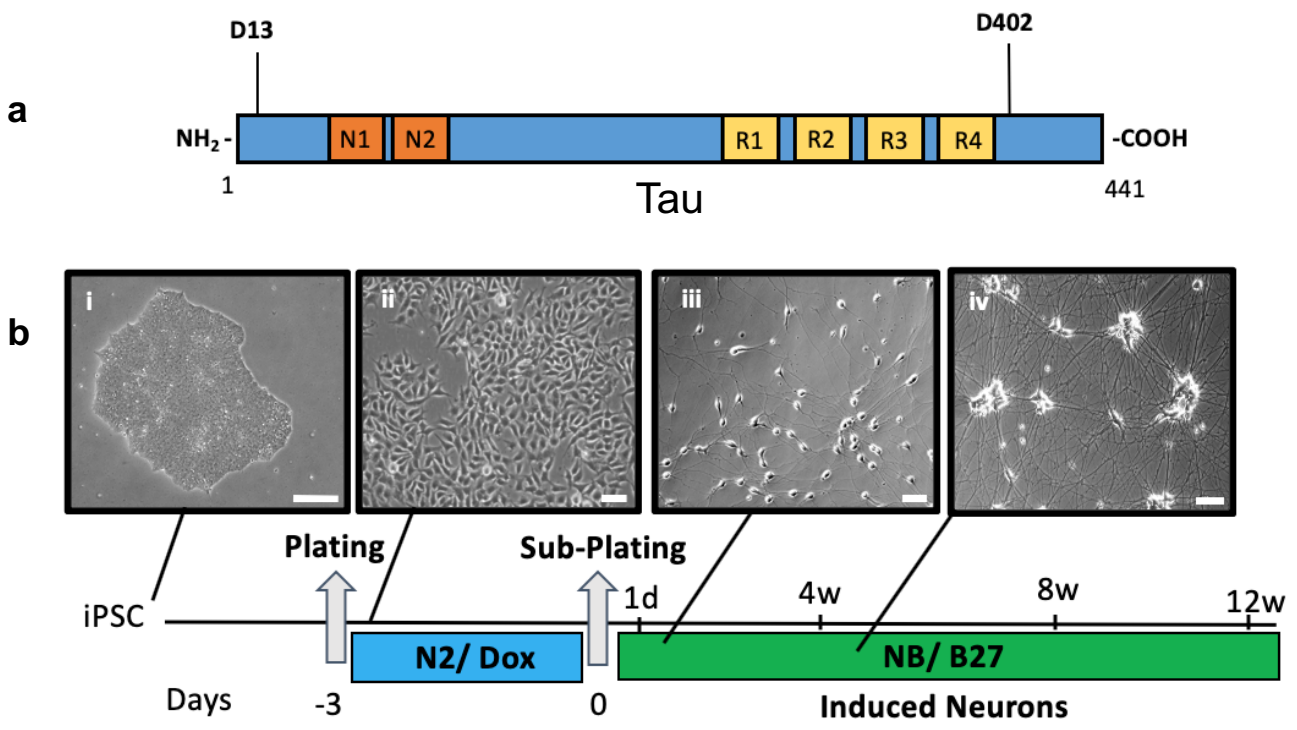 D13
D402
a
NH2 -
N1
N2
R1
R2
R3
R4
-COOH
1
441
Tau
b
i
ii
iii
iv
Plating
Sub-Plating
1d
4w
8w
12w
iPSC
N2/ Dox
NB/ B27
Days
-3
0
Induced Neurons